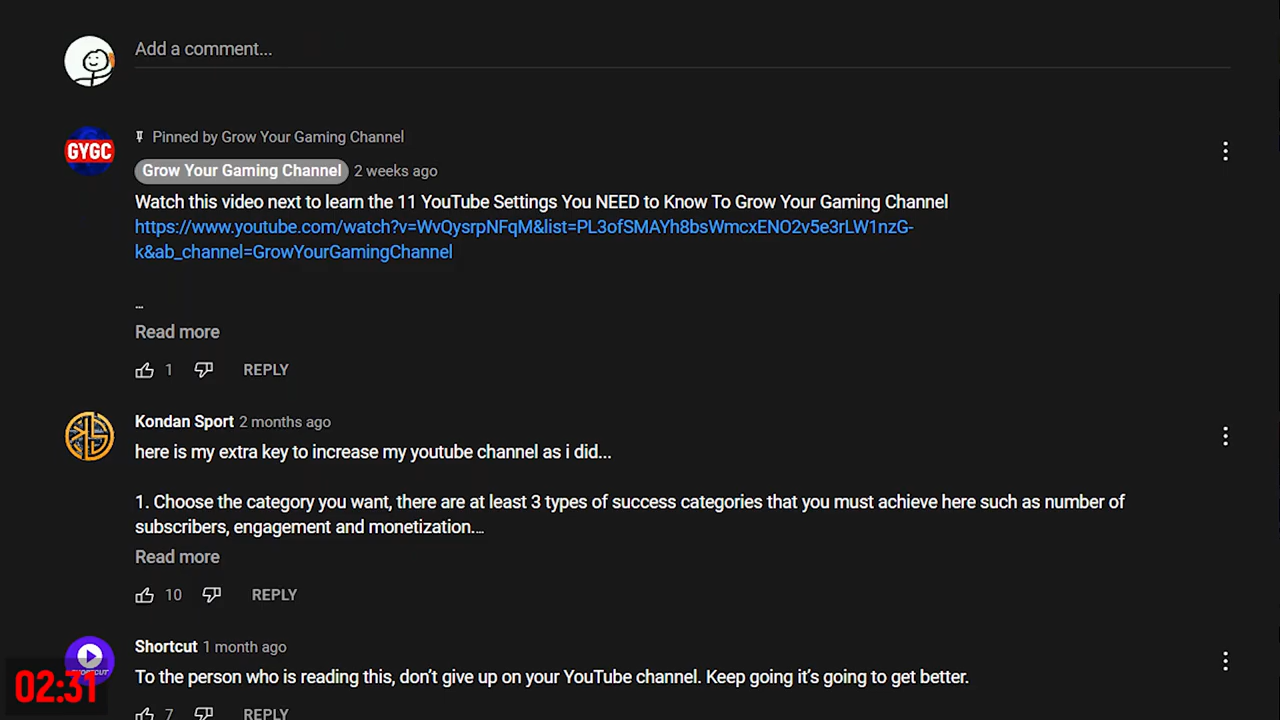 Add a comment...
Pinned by Grow Your Gaming Channel
GYGC
Grow Your Gaming Channel 2 weeks ago
Watch this video next to learn the 11 YouTube Settings You NEED to Know To Grow Your Gaming Channel
https://www.youtube.com/watch?v=WvQysrpNFqM&list=PL3ofSMAYh8bsWmcxENO2v5e3rLW1nzG-
k&ab_channel=GrowYourGamingChannel
...
Read more
1 REPLY
Kondan Sport 2 months ago
here is my extra key to increase my youtube channel as i did...
1. Choose the category you want, there are at least 3 types of success categories that you must achieve here such as number of
subscribers, engagement and monetization....
Read more
10 REPLY
Shortcut 1 month ago
To the person who is reading this, don’t give up on your YouTube channel. Keep going it’s going to get better.
02:31
7 REPLY